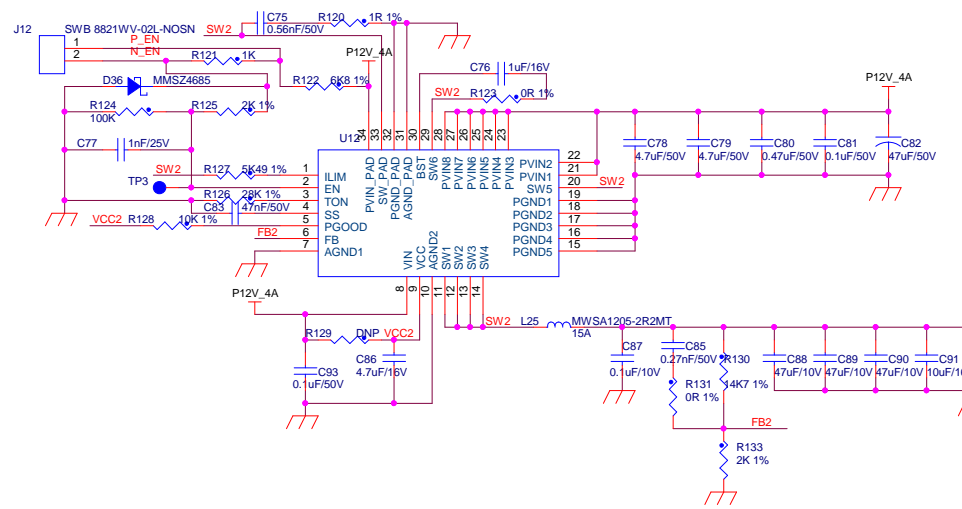 J12
SWB 8821WV-02L-NOSN
1
2
P_EN
N_EN
SW2
C75
0.56nF/50V
R120
1R 1%
R121
1K
P12V_4A
R122
6K8 1%
D36
MMSZ4685
R124
100K
R125
2K 1%
C77
1nF/25V
C76
1uF/16V
SW2
R123
0R 1%
P12V_4A
U12
34
33
32
31
30
29
28
27
26
25
24
23
PVIN_PAD
SW_PAD
PGND_PAD
AGND_PAD
BST
SW6
PVIN8
PVIN7
PVIN6
PVIN5
PVIN4
PVIN3
C78
4.7uF/50V
C79
4.7uF/50V
C80
0.47uF/50V
C81
0.1uF/50V
C82
47uF/50V
SW2
R127
5K49 1%
TP3
R126
28K 1%
C83
47nF/50V
VCC2
R128
10K 1%
FB2
1
2
3
4
5
6
7
ILIM
EN
TON
SS
PGOOD
FB
AGND1
PVIN2
PVIN1
SW5
PGND1
PGND2
PGND3
PGND4
PGND5
22
21
20
19
18
17
16
15
SW2
VIN
VCC
AGND2
SW1
SW2
SW3
SW4
8
9
10
11
12
13
14
P12V_4A
R129
DNP
VCC2
C86
4.7uF/16V
C93
0.1uF/50V
SW2
L25
MWSA1205-2R2MT
15A
C87
0.1uF/10V
C85
0.27nF/50V
R130
14K7 1%
R131
0R 1%
C88
47uF/10V
C89
47uF/10V
C90
47uF/10V
C91
FB2
R133
2K 1%